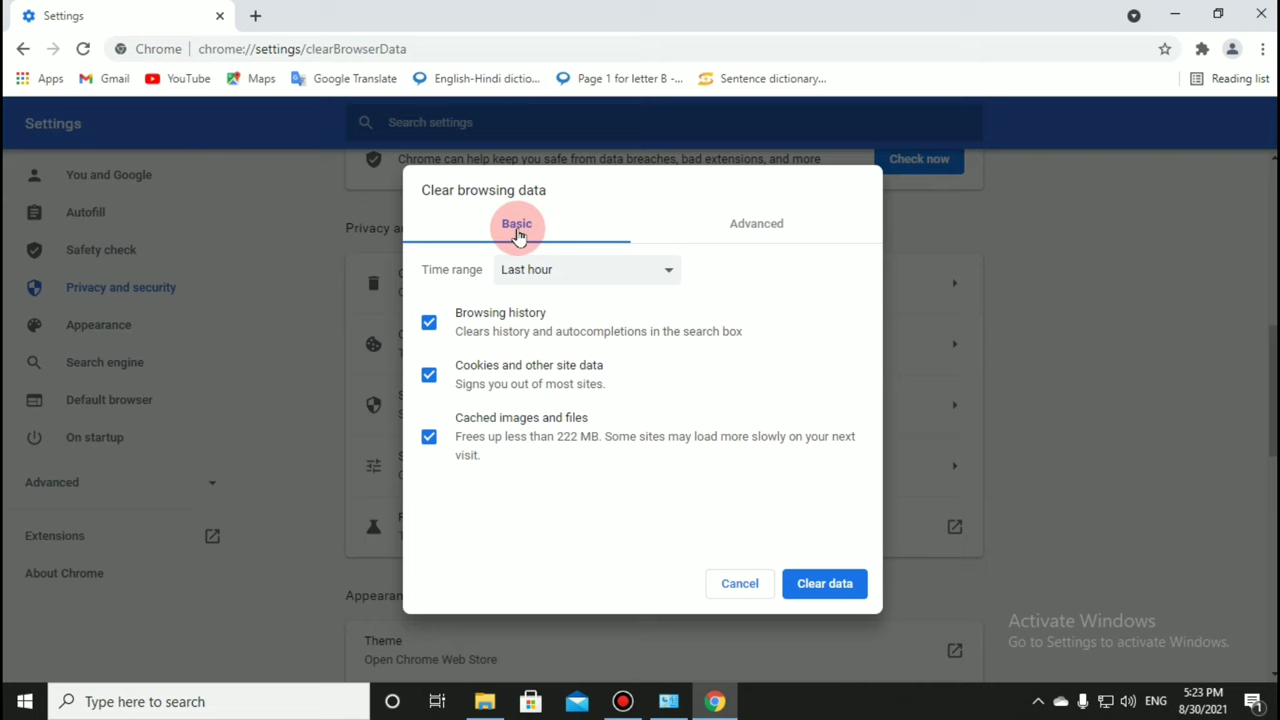 Settings
Chrome
chrome://settings/clearBrowserData
Apps
Gmail
YouTube
Maps
Google Translate
English-Hindi dictio...
Page 1 for letter B -...
Sentence dictionary...
Reading list
Settings
Search settings
Chrome can help keep you safe from data breaches, bad extensions, and more
Check now
You and Google
Autofill
Safety check
Privacy and security
Appearance
Search engine
Default browser
On startup
Advanced
Extensions
About Chrome
Privacy a
Clear browsing data
Basic
Advanced
Time range
Last hour
Browsing history
Clears history and autocompletions in the search box
Cookies and other site data
Signs you out of most sites.
Cached images and files
Frees up less than 222 MB. Some sites may load more slowly on your next
visit.
Cancel
Clear data
Appearan
Theme
Open Chrome Web Store
Activate Windows
Go to Settings to activate Windows.
Type here to search
ENG
5:23 PM
8/30/2021
1